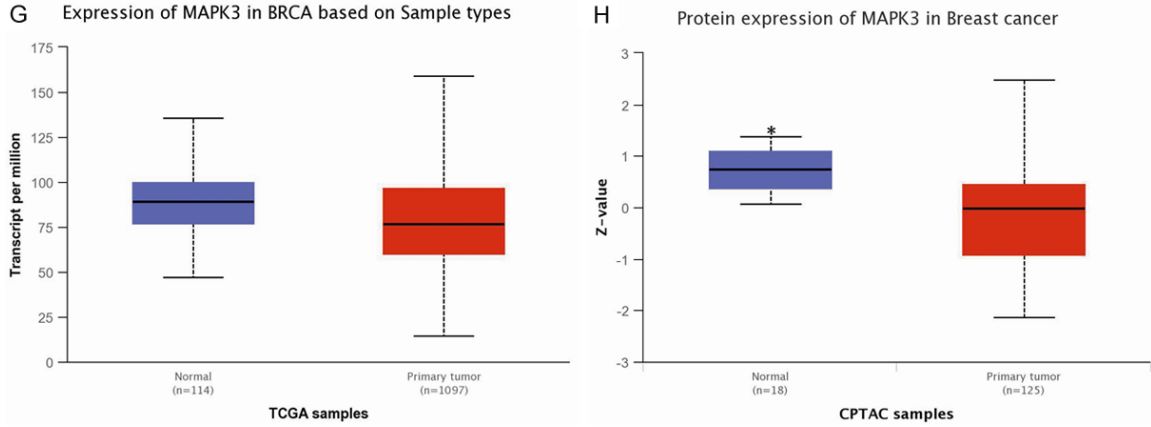 G
Expression of MAPK3 in BRCA based on Sample types
Transcript per million
175
150
125
100
75
50
25
0
Normal
(n=114)
Primary tumor
(n=1097)
TCGA samples
H
Protein expression of MAPK3 in Breast cancer
Z-value
3
2
1
0
-1
-2
-3
*
Normal
(n=18)
Primary tumor
(n=125)
CPTAC samples